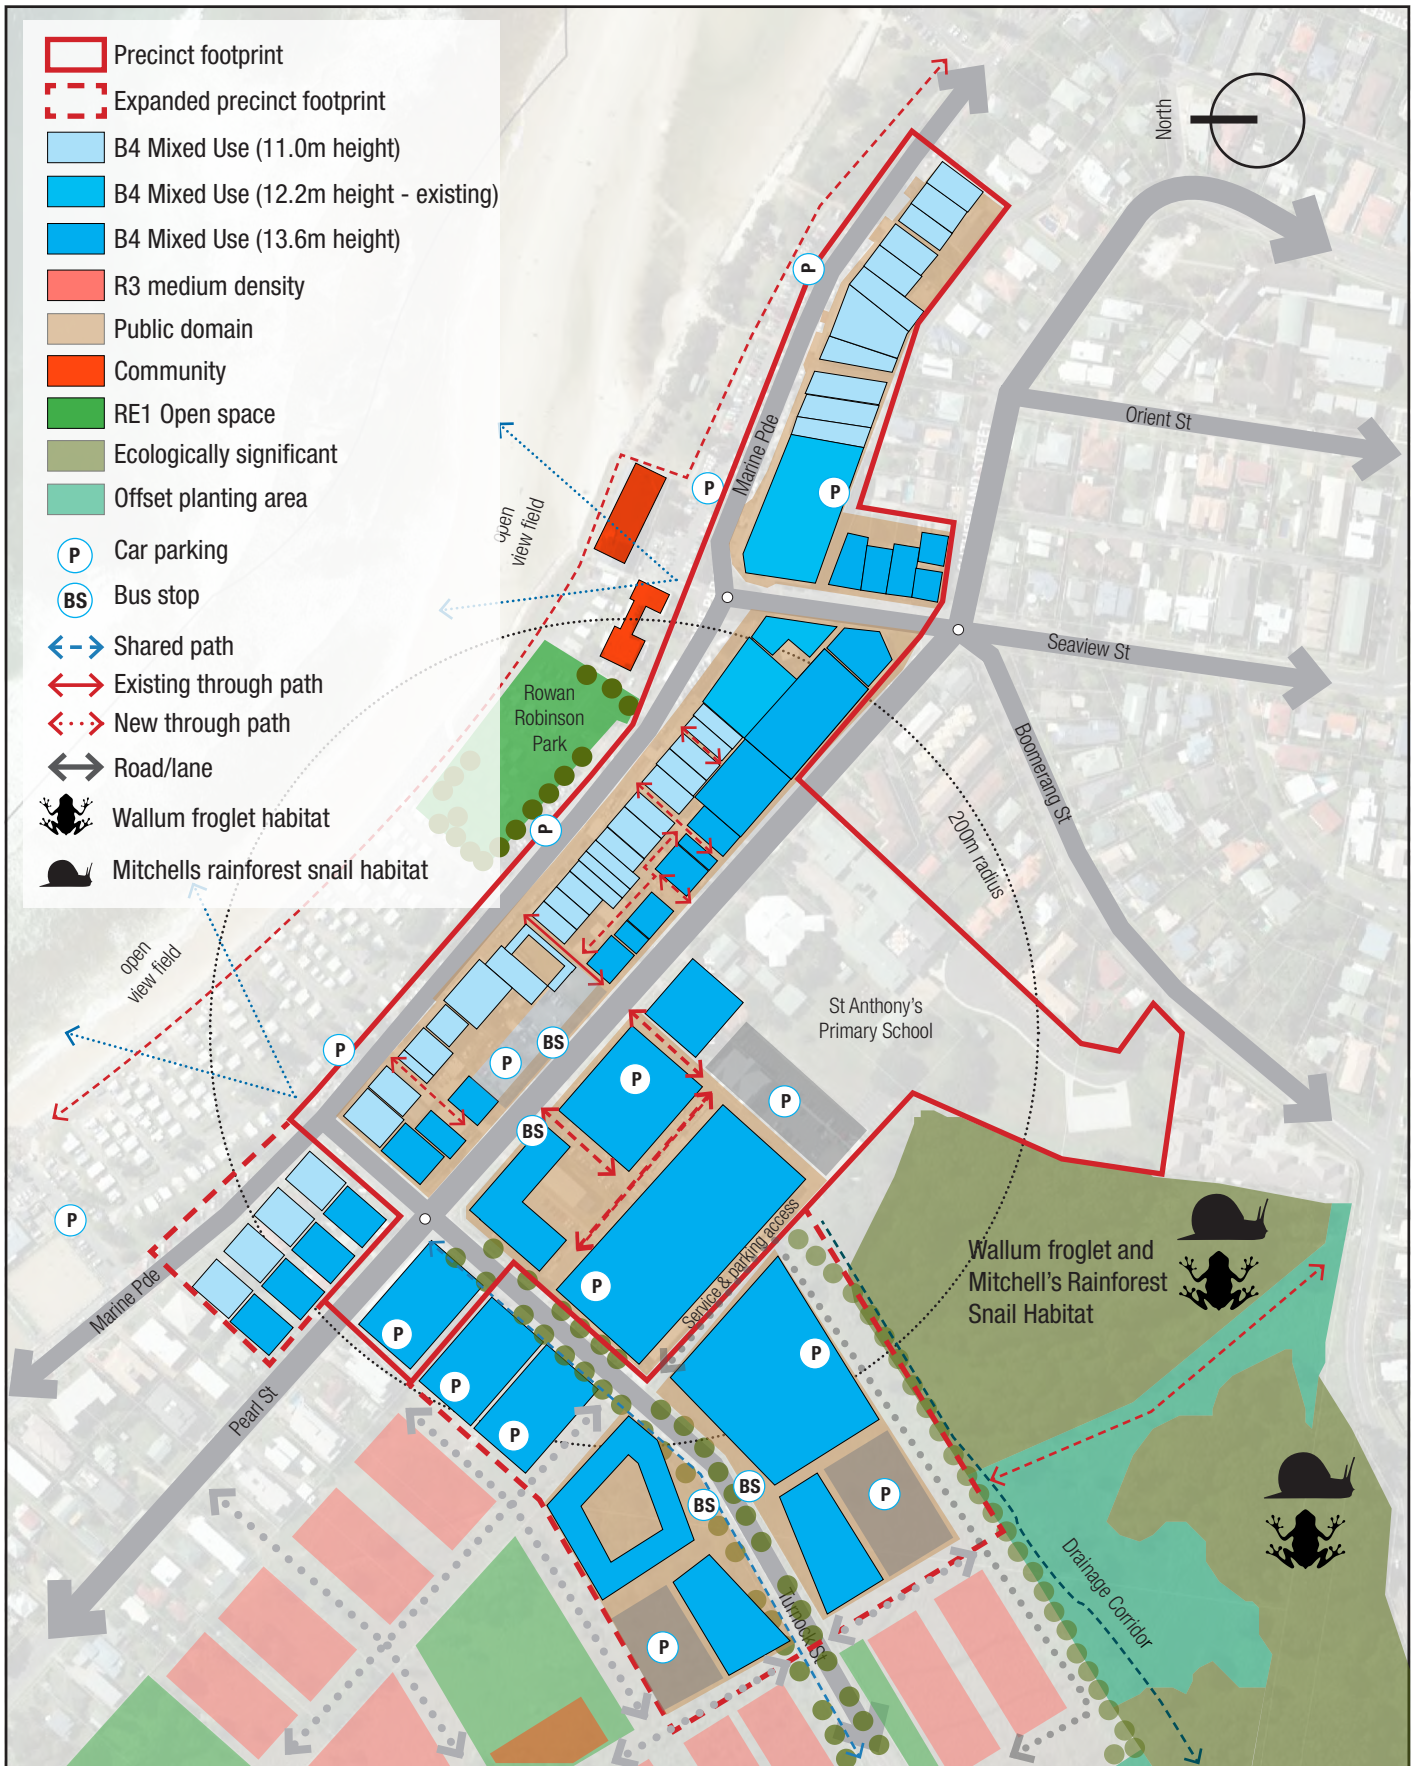 Precinct footprint
Expanded precinct footprint
B4 Mixed Use (11.0m height)
B4 Mixed Use (12.2m height - existing)
B4 Mixed Use (13.6m height)
R3 medium density
Public domain
Community
RE1 Open space
Ecologically significant
Offset planting area
P Car parking
BS Bus stop
Shared path
Existing through path
New through path
Road/lane
Wallum froglet habitat
Mitchells rainforest snail habitat
North
P
Marine Pde
Orient St
P
P
open
view field
Seaview St
Rowan
Robinson
Park
Boomerang St
P
200m radius
open
view field
St Anthony's
Primary School
P
BS
P
P
P
BS
P
Service & parking access
Wallum froglet and
Mitchell's Rainforest
Snail Habitat
Marine Pde
P
P
P
P
Pearl St
P
BS
P
BS
Drainage Corridor
Turnock St
P